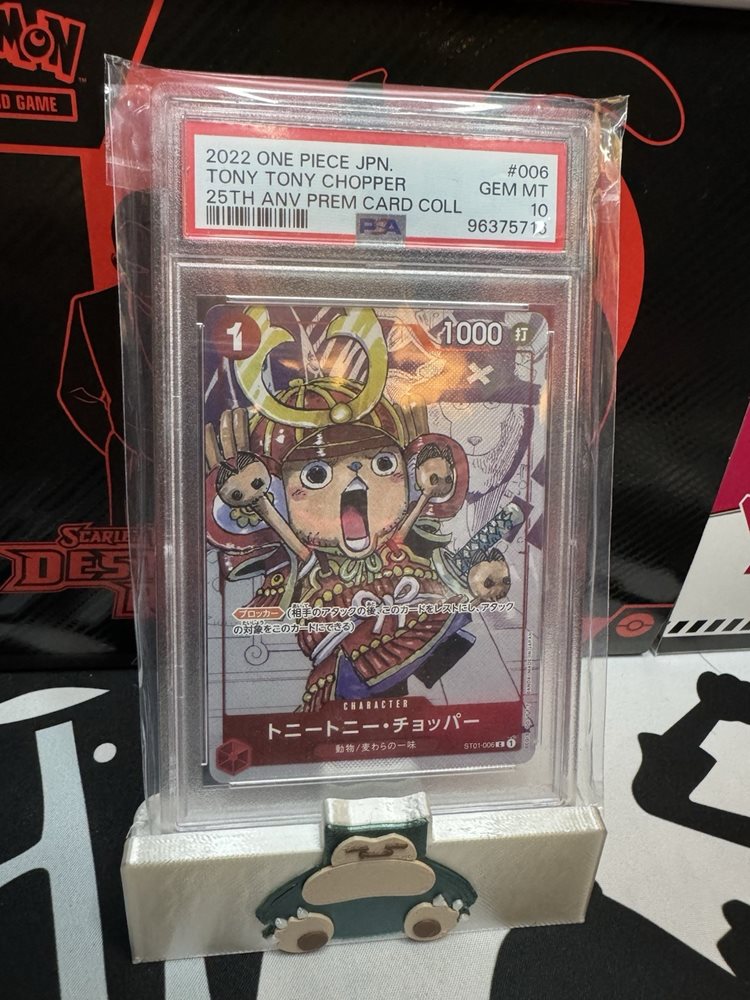 MON
D GAME
2022 ONE PIECE JPN.
#006
TONY TONY CHOPPER
GEM MT
25TH ANV PREM CARD COLL
10
PSA
1
1000
打
ブロッカー (相手のアタックの後、このカードをレストにし、アタック
の対象をこのカードにできる)
SCARLE
DES
CHARACTER
トニートニー・チョッパー
動物/麦わらの一味
ST01-006 C 1